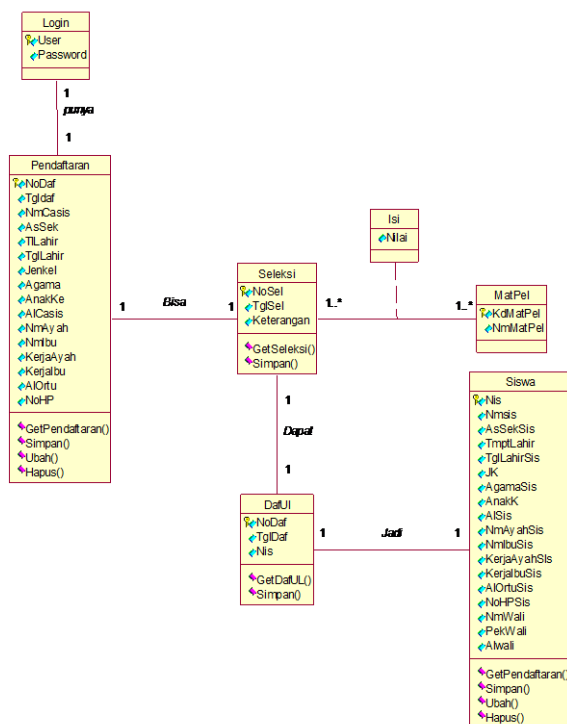 Login
User
Password
1
punya
1
Pendaftaran
NoDaf
Tgldaf
NmCasis
AsSek
TlLahir
TglLahir
Jenkel
Agama
AnakKe
AlCasis
NmAyah
NmIbu
KerjaAyah
KerjaIbu
AlOrtu
NoHP
GetPendaftaran()
Simpan()
Ubah()
Hapus()
1
Bisa
1
Seleksi
NoSel
TglSel
Keterangan
GetSeleksi()
Simpan()
1..*
Isi
Nilai
1..*
MatPel
KdMatPel
NmMatPel
1
Dapat
1
DafUl
NoDaf
TglDaf
Nis
GetDafUL()
Simpan()
1
Jadi
1
Siswa
Nis
Nmsis
AsSekSis
TmptLahir
TglLahirSis
JK
AgamaSis
AnakK
AlSis
NmAyahSis
NmIbuSis
KerjaAyahSIs
KerjaIbuSis
AlOrtuSis
NoHPSis
NmWali
PekWali
Alwali
GetPendaftaran()
Simpan()
Ubah()
Hapus()